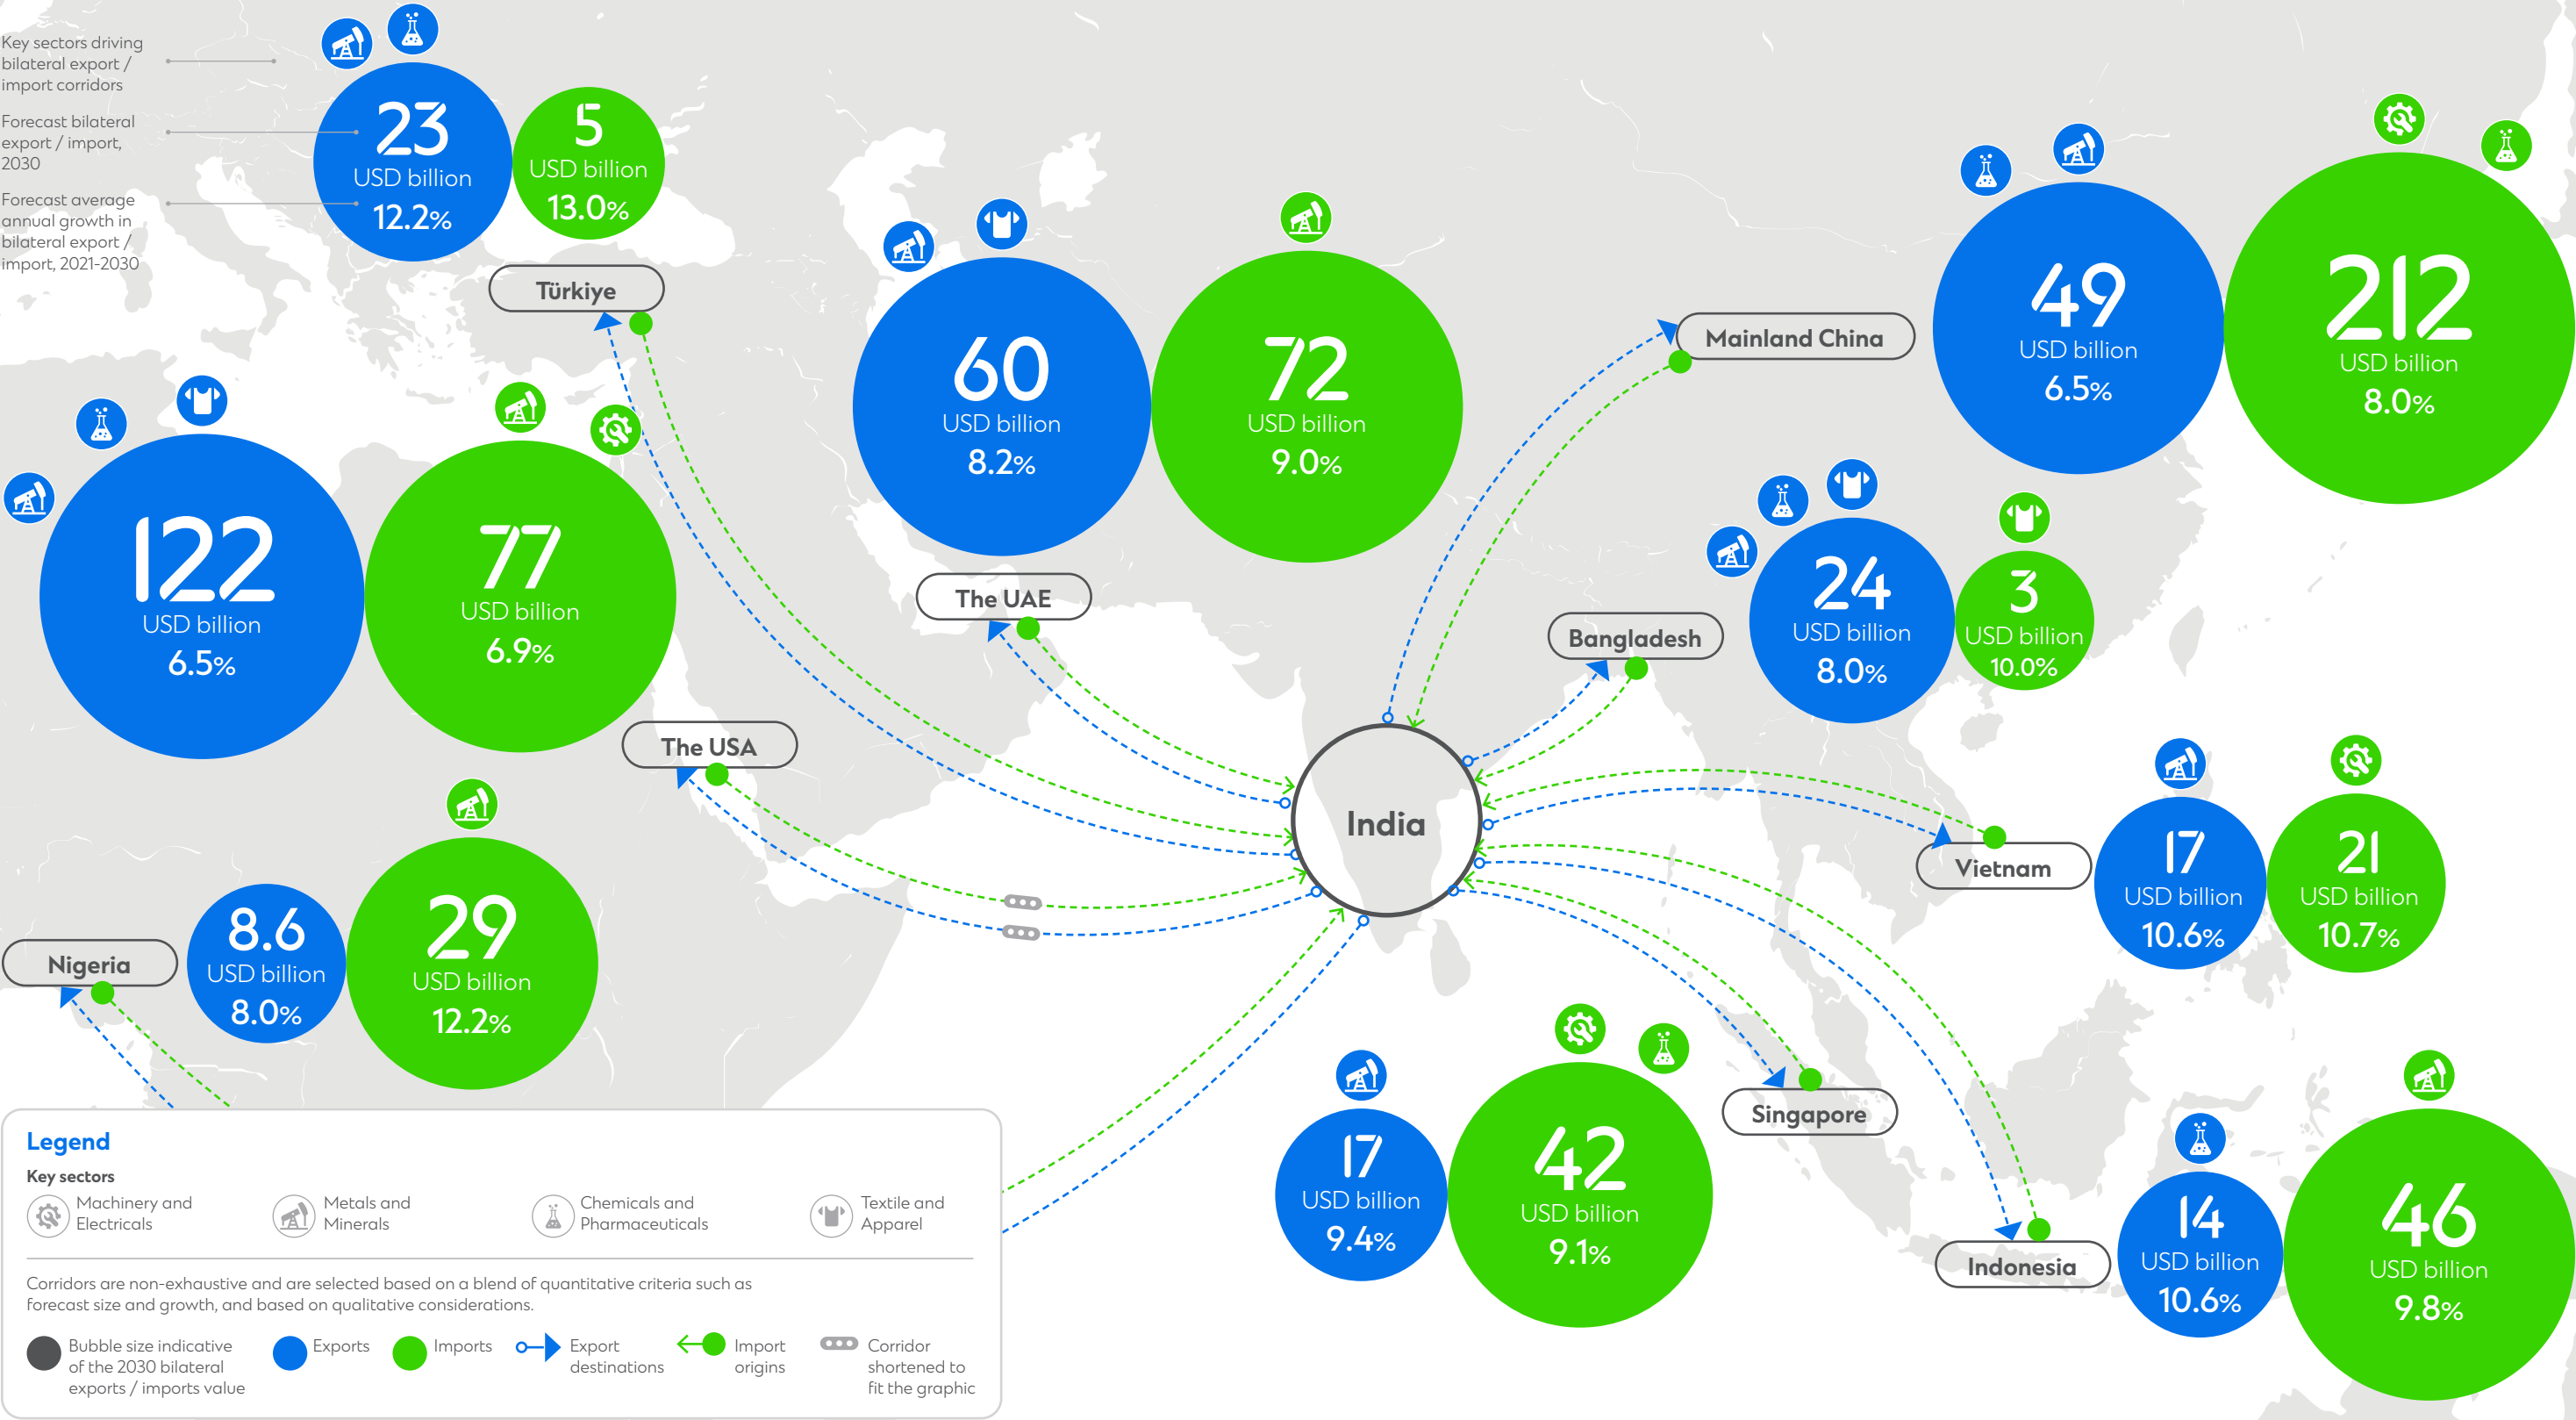 Key sectors driving
bilateral export /
import corridors
Forecast bilateral
export / import,
2030
Forecast average
annual growth in
bilateral export /
import, 2021-2030
23
USD billion
12.2%
5
USD billion
13.0%
Türkiye
60
USD billion
8.2%
72
USD billion
9.0%
The UAE
Mainland China
49
USD billion
6.5%
212
USD billion
8.0%
122
USD billion
6.5%
77
USD billion
6.9%
The USA
Bangladesh
24
USD billion
8.0%
3
USD billion
10.0%
India
Vietnam
17
USD billion
10.6%
21
USD billion
10.7%
Nigeria
8.6
USD billion
8.0%
29
USD billion
12.2%
17
USD billion
9.4%
42
USD billion
9.1%
Singapore
Indonesia
14
USD billion
10.6%
46
USD billion
9.8%
Legend
Key sectors
Machinery and
Electricals
Metals and
Minerals
Chemicals and
Pharmaceuticals
Textile and
Apparel
Corridors are non-exhaustive and are selected based on a blend of quantitative criteria such as
forecast size and growth, and based on qualitative considerations.
Bubble size indicative
of the 2030 bilateral
exports / imports value
Exports
Imports
Export
destinations
Import
origins
Corridor
shortened to
fit the graphic